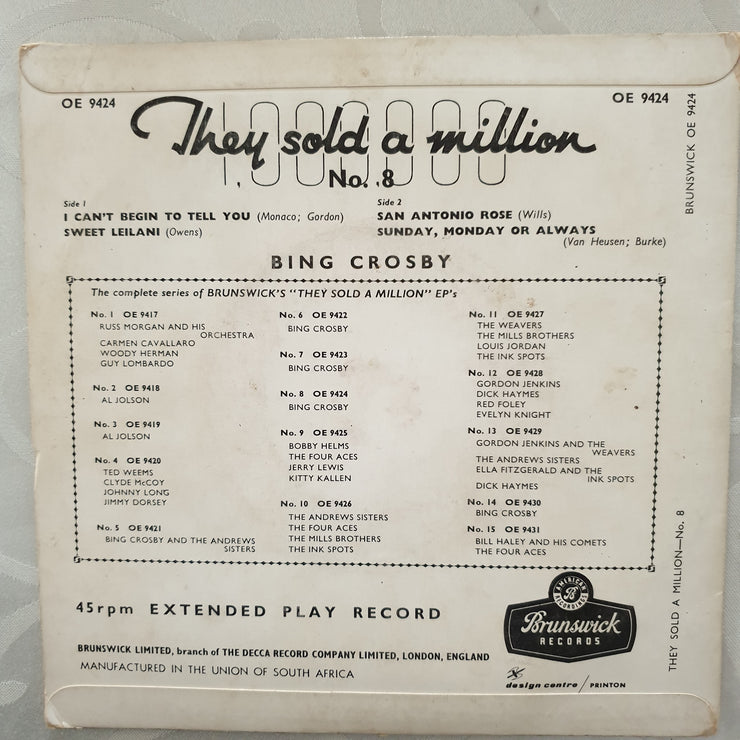 OE 9424
OE 9424
1,000,000
They sold a million
No. 8
Side 1
I CAN'T BEGIN TO TELL YOU (Monaco; Gordon)
SWEET LEILANI (Owens)
Side 2
SAN ANTONIO ROSE (Wills)
SUNDAY, MONDAY OR ALWAYS
(Van Heusen; Burke)
BING CROSBY
The complete series of BRUNSWICK'S "THEY SOLD A MILLION" EP's
No. 1 OE 9417
RUSS MORGAN AND HIS
ORCHESTRA
CARMEN CAVALLARO
WOODY HERMAN
GUY LOMBARDO
No. 2 OE 9418
AL JOLSON
No. 3 OE 9419
AL JOLSON
No. 4 OE 9420
TED WEEMS
CLYDE McCOY
JOHNNY LONG
JIMMY DORSEY
No. 5 OE 9421
BING CROSBY AND THE ANDREWS
SISTERS
No. 6 OE 9422
BING CROSBY
No. 7 OE 9423
BING CROSBY
No. 8 OE 9424
BING CROSBY
No. 9 OE 9425
BOBBY HELMS
THE FOUR ACES
JERRY LEWIS
KITTY KALLEN
No. 10 OE 9426
THE ANDREWS SISTERS
THE FOUR ACES
THE MILLS BROTHERS
THE INK SPOTS
No. 11 OE 9427
THE WEAVERS
THE MILLS BROTHERS
LOUIS JORDAN
THE INK SPOTS
No. 12 OE 9428
GORDON JENKINS
DICK HAYMES
RED FOLEY
EVELYN KNIGHT
No. 13 OE 9429
GORDON JENKINS AND THE
WEAVERS
THE ANDREWS SISTERS
ELLA FITZGERALD AND THE
INK SPOTS
DICK HAYMES
No. 14 OE 9430
BING CROSBY
No. 15 OE 9431
BILL HALEY AND HIS COMETS
THE FOUR ACES
45rpm EXTENDED PLAY RECORD
BRUNSWICK LIMITED, branch of THE DECCA RECORD COMPANY LIMITED, LONDON, ENGLAND
MANUFACTURED IN THE UNION OF SOUTH AFRICA
AMERICAN
B
RECORDINGS
Brunswick
RECORDS
design centre / PRINTON
BRUNSWICK OE 9424
THEY SOLD A MILLION—No. 8